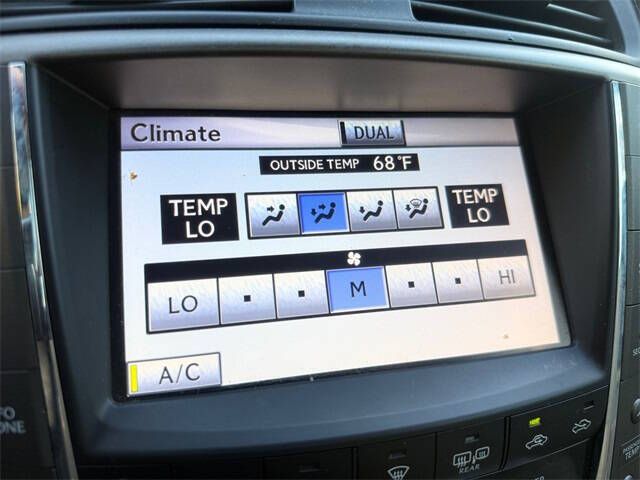 Climate
DUAL
OUTSIDE TEMP 68°F
TEMP
LO
TEMP
LO
LO
M
HI
A/C
REAR